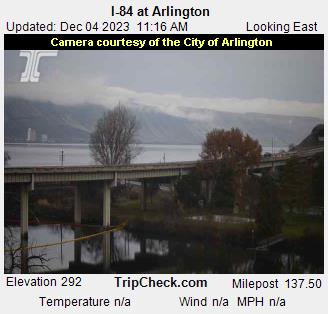 I-84 at Arlington
Updated: Dec 04 2023 11:16 AM Looking East
Camera courtesy of the City of Arlington
Elevation 292 TripCheck.com Milepost 137.50
Temperature n/a Wind n/a MPH n/a